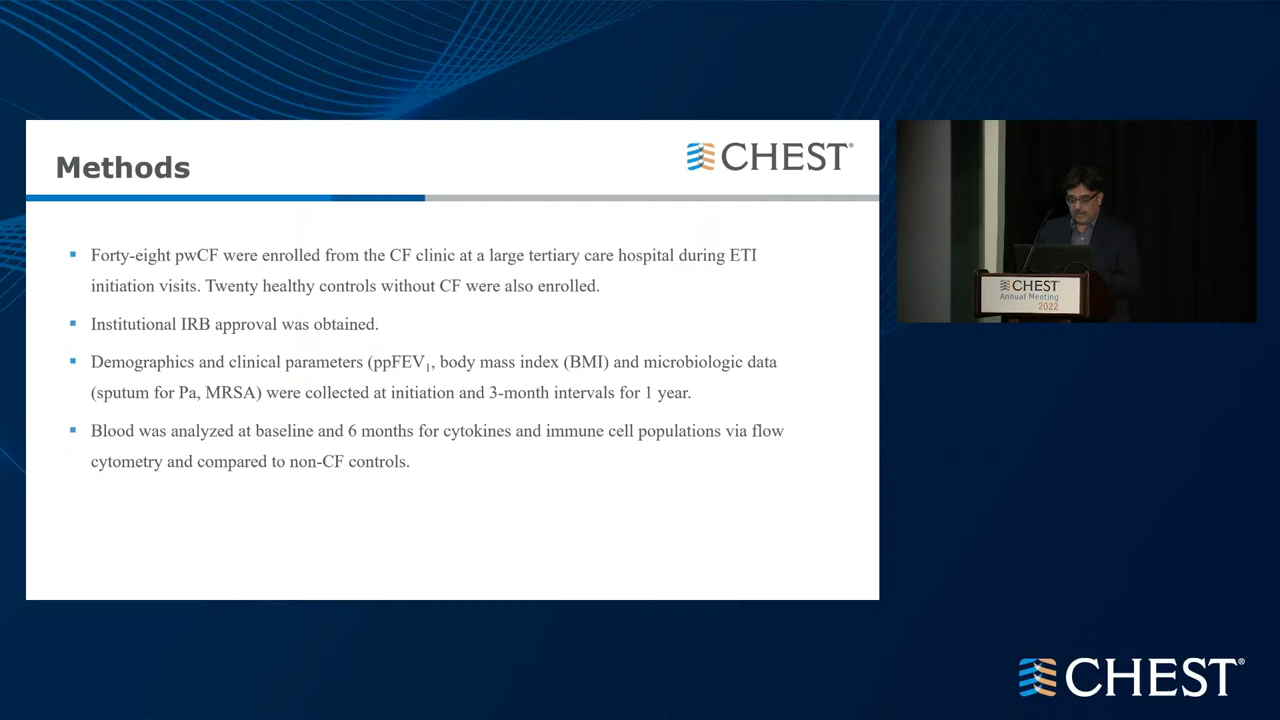 Methods
CHEST®
▪ Forty-eight pwCF were enrolled from the CF clinic at a large tertiary care hospital during ETI
initiation visits. Twenty healthy controls without CF were also enrolled.
▪ Institutional IRB approval was obtained.
▪ Demographics and clinical parameters (ppFEV₁, body mass index (BMI) and microbiologic data
(sputum for Pa, MRSA) were collected at initiation and 3-month intervals for 1 year.
▪ Blood was analyzed at baseline and 6 months for cytokines and immune cell populations via flow
cytometry and compared to non-CF controls.
CHEST
Annual Meeting
2022
CHEST®